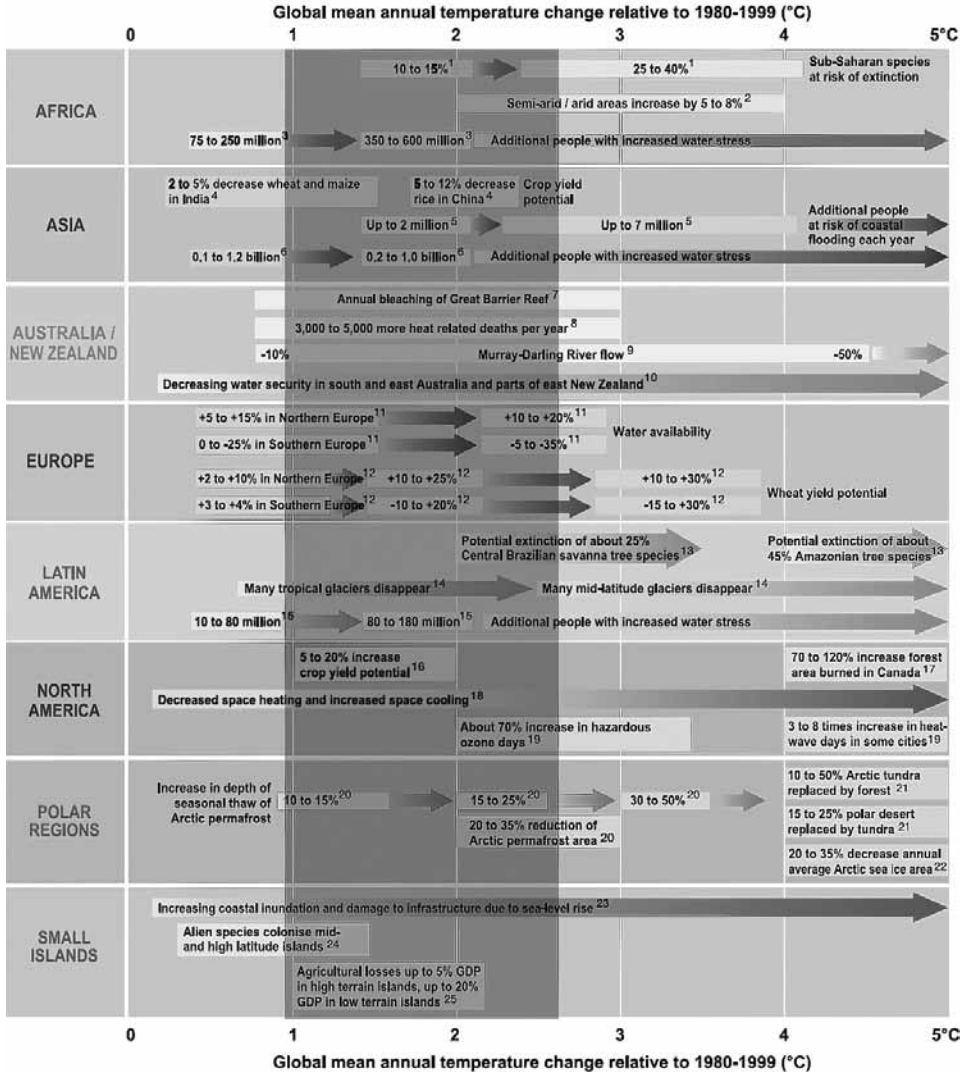 Global mean annual temperature change relative to 1980-1999 (°C)
0 1 2 3 4 5°C
AFRICA
10 to 15%1
25 to 40%1
Sub-Saharan species
at risk of extinction
Semi-arid / arid areas increase by 5 to 8%2
75 to 250 million3
350 to 600 million3
Additional people with increased water stress
ASIA
2 to 5% decrease wheat and maize
in India4
5 to 12% decrease
rice in China4
Crop yield
potential
Up to 2 million5
Up to 7 million5
Additional people
at risk of coastal
flooding each year
0,1 to 1,2 billion6
0,2 to 1,0 billion6
Additional people with increased water stress
AUSTRALIA /
NEW ZEALAND
Annual bleaching of Great Barrier Reef7
3,000 to 5,000 more heat related deaths per year8
-10%
Murray-Darling River flow9
-50%
Decreasing water security in south and east Australia and parts of east New Zealand10
EUROPE
+5 to +15% in Northern Europe11
+10 to +20%11
Water availability
0 to -25% in Southern Europe11
-5 to -35%11
+2 to +10% in Northern Europe12
+10 to +25%12
+10 to +30%12
Wheat yield potential
+3 to +4% in Southern Europe12
-10 to +20%12
-15 to +30%12
LATIN
AMERICA
Potential extinction of about 25%
Central Brazilian savanna tree species13
Potential extinction of about
45% Amazonian tree species13
Many tropical glaciers disappear14
Many mid-latitude glaciers disappear14
10 to 80 million15
80 to 180 million15
Additional people with increased water stress
NORTH
AMERICA
5 to 20% increase
crop yield potential16
70 to 120% increase forest
area burned in Canada17
Decreased space heating and increased space cooling18
About 70% increase in hazardous
ozone days19
3 to 8 times increase in heat-
wave days in some cities19
POLAR
REGIONS
Increase in depth of
seasonal thaw of
Arctic permafrost
10 to 15%20
15 to 25%20
30 to 50%20
10 to 50% Arctic tundra
replaced by forest21
20 to 35% reduction of
Arctic permafrost area20
15 to 25% polar desert
replaced by tundra21
20 to 35% decrease annual
average Arctic sea ice area22
SMALL
ISLANDS
Increasing coastal inundation and damage to infrastructure due to sea-level rise23
Alien species colonise mid-
and high latitude islands24
Agricultural losses up to 5% GDP
in high terrain islands, up to 20%
GDP in low terrain islands25
0 1 2 3 4 5°C
Global mean annual temperature change relative to 1980-1999 (°C)